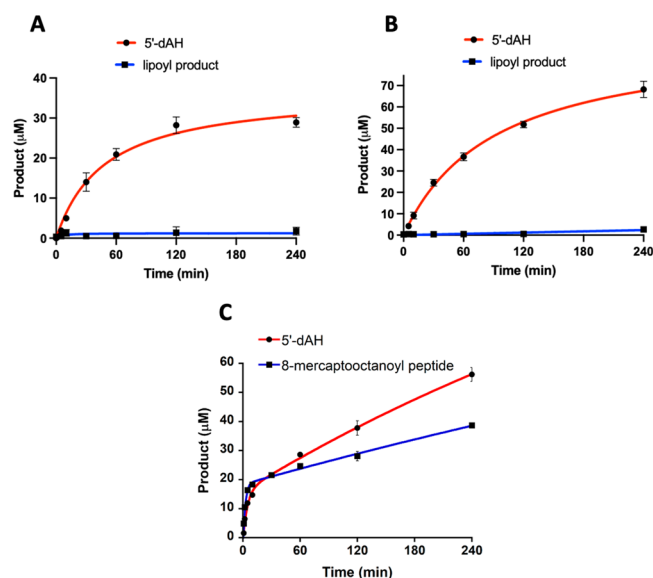 A
5'-dAH
lipoyl product
Product (μM)
40
30
20
10
0
0 60 120 180 240
Time (min)
B
5'-dAH
lipoyl product
Product (μM)
70
60
50
40
30
20
10
0
0 60 120 180 240
Time (min)
C
5'-dAH
8-mercaptooctanoyl peptide
Product (μM)
60
50
40
30
20
10
0
0 60 120 180 240
Time (min)